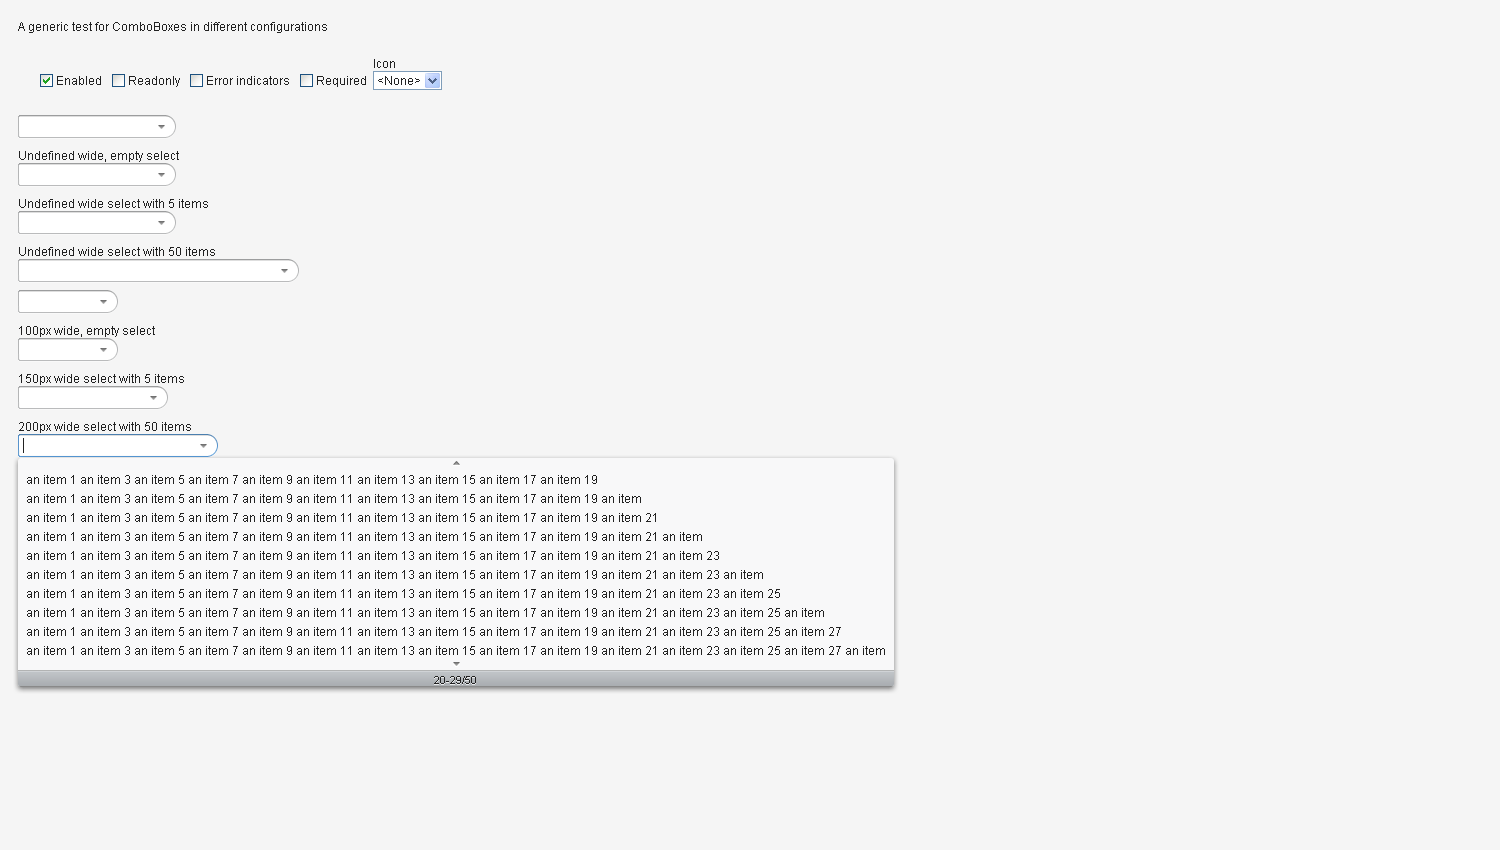 A generic test for ComboBoxes in different configurations
Icon
Enabled Readonly Error indicators Required <None>
Undefined wide, empty select
Undefined wide select with 5 items
Undefined wide select with 50 items
100px wide, empty select
150px wide select with 5 items
200px wide select with 50 items
an item 1 an item 3 an item 5 an item 7 an item 9 an item 11 an item 13 an item 15 an item 17 an item 19
an item 1 an item 3 an item 5 an item 7 an item 9 an item 11 an item 13 an item 15 an item 17 an item 19 an item
an item 1 an item 3 an item 5 an item 7 an item 9 an item 11 an item 13 an item 15 an item 17 an item 19 an item 21
an item 1 an item 3 an item 5 an item 7 an item 9 an item 11 an item 13 an item 15 an item 17 an item 19 an item 21 an item
an item 1 an item 3 an item 5 an item 7 an item 9 an item 11 an item 13 an item 15 an item 17 an item 19 an item 21 an item 23
an item 1 an item 3 an item 5 an item 7 an item 9 an item 11 an item 13 an item 15 an item 17 an item 19 an item 21 an item 23 an item
an item 1 an item 3 an item 5 an item 7 an item 9 an item 11 an item 13 an item 15 an item 17 an item 19 an item 21 an item 23 an item 25
an item 1 an item 3 an item 5 an item 7 an item 9 an item 11 an item 13 an item 15 an item 17 an item 19 an item 21 an item 23 an item 25 an item
an item 1 an item 3 an item 5 an item 7 an item 9 an item 11 an item 13 an item 15 an item 17 an item 19 an item 21 an item 23 an item 25 an item 27
an item 1 an item 3 an item 5 an item 7 an item 9 an item 11 an item 13 an item 15 an item 17 an item 19 an item 21 an item 23 an item 25 an item 27 an item
20-29/50